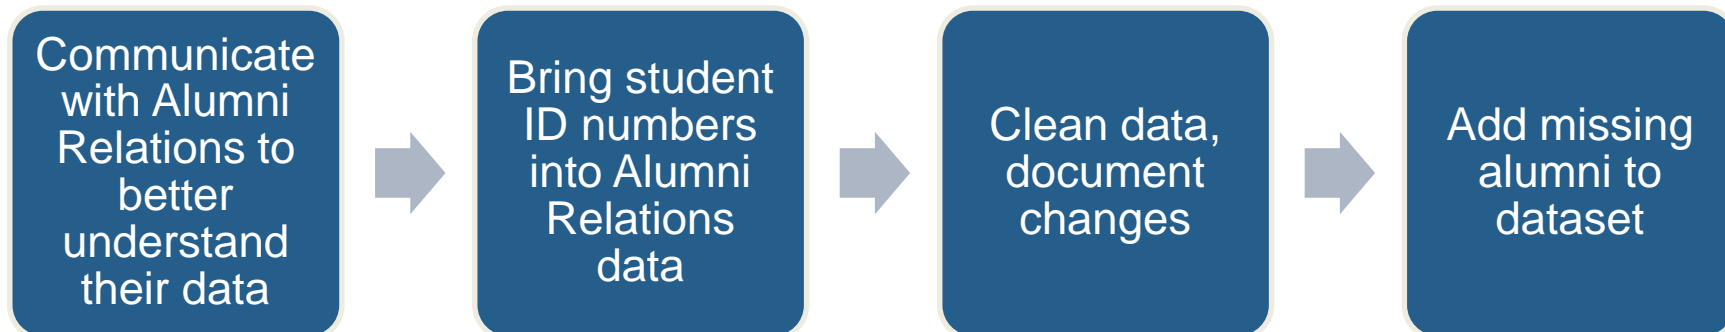 Communicate
with Alumni
Relations to
better
understand
their data
Bring student
ID numbers
into Alumni
Relations
data
Clean data,
document
changes
Add missing
alumni to
dataset